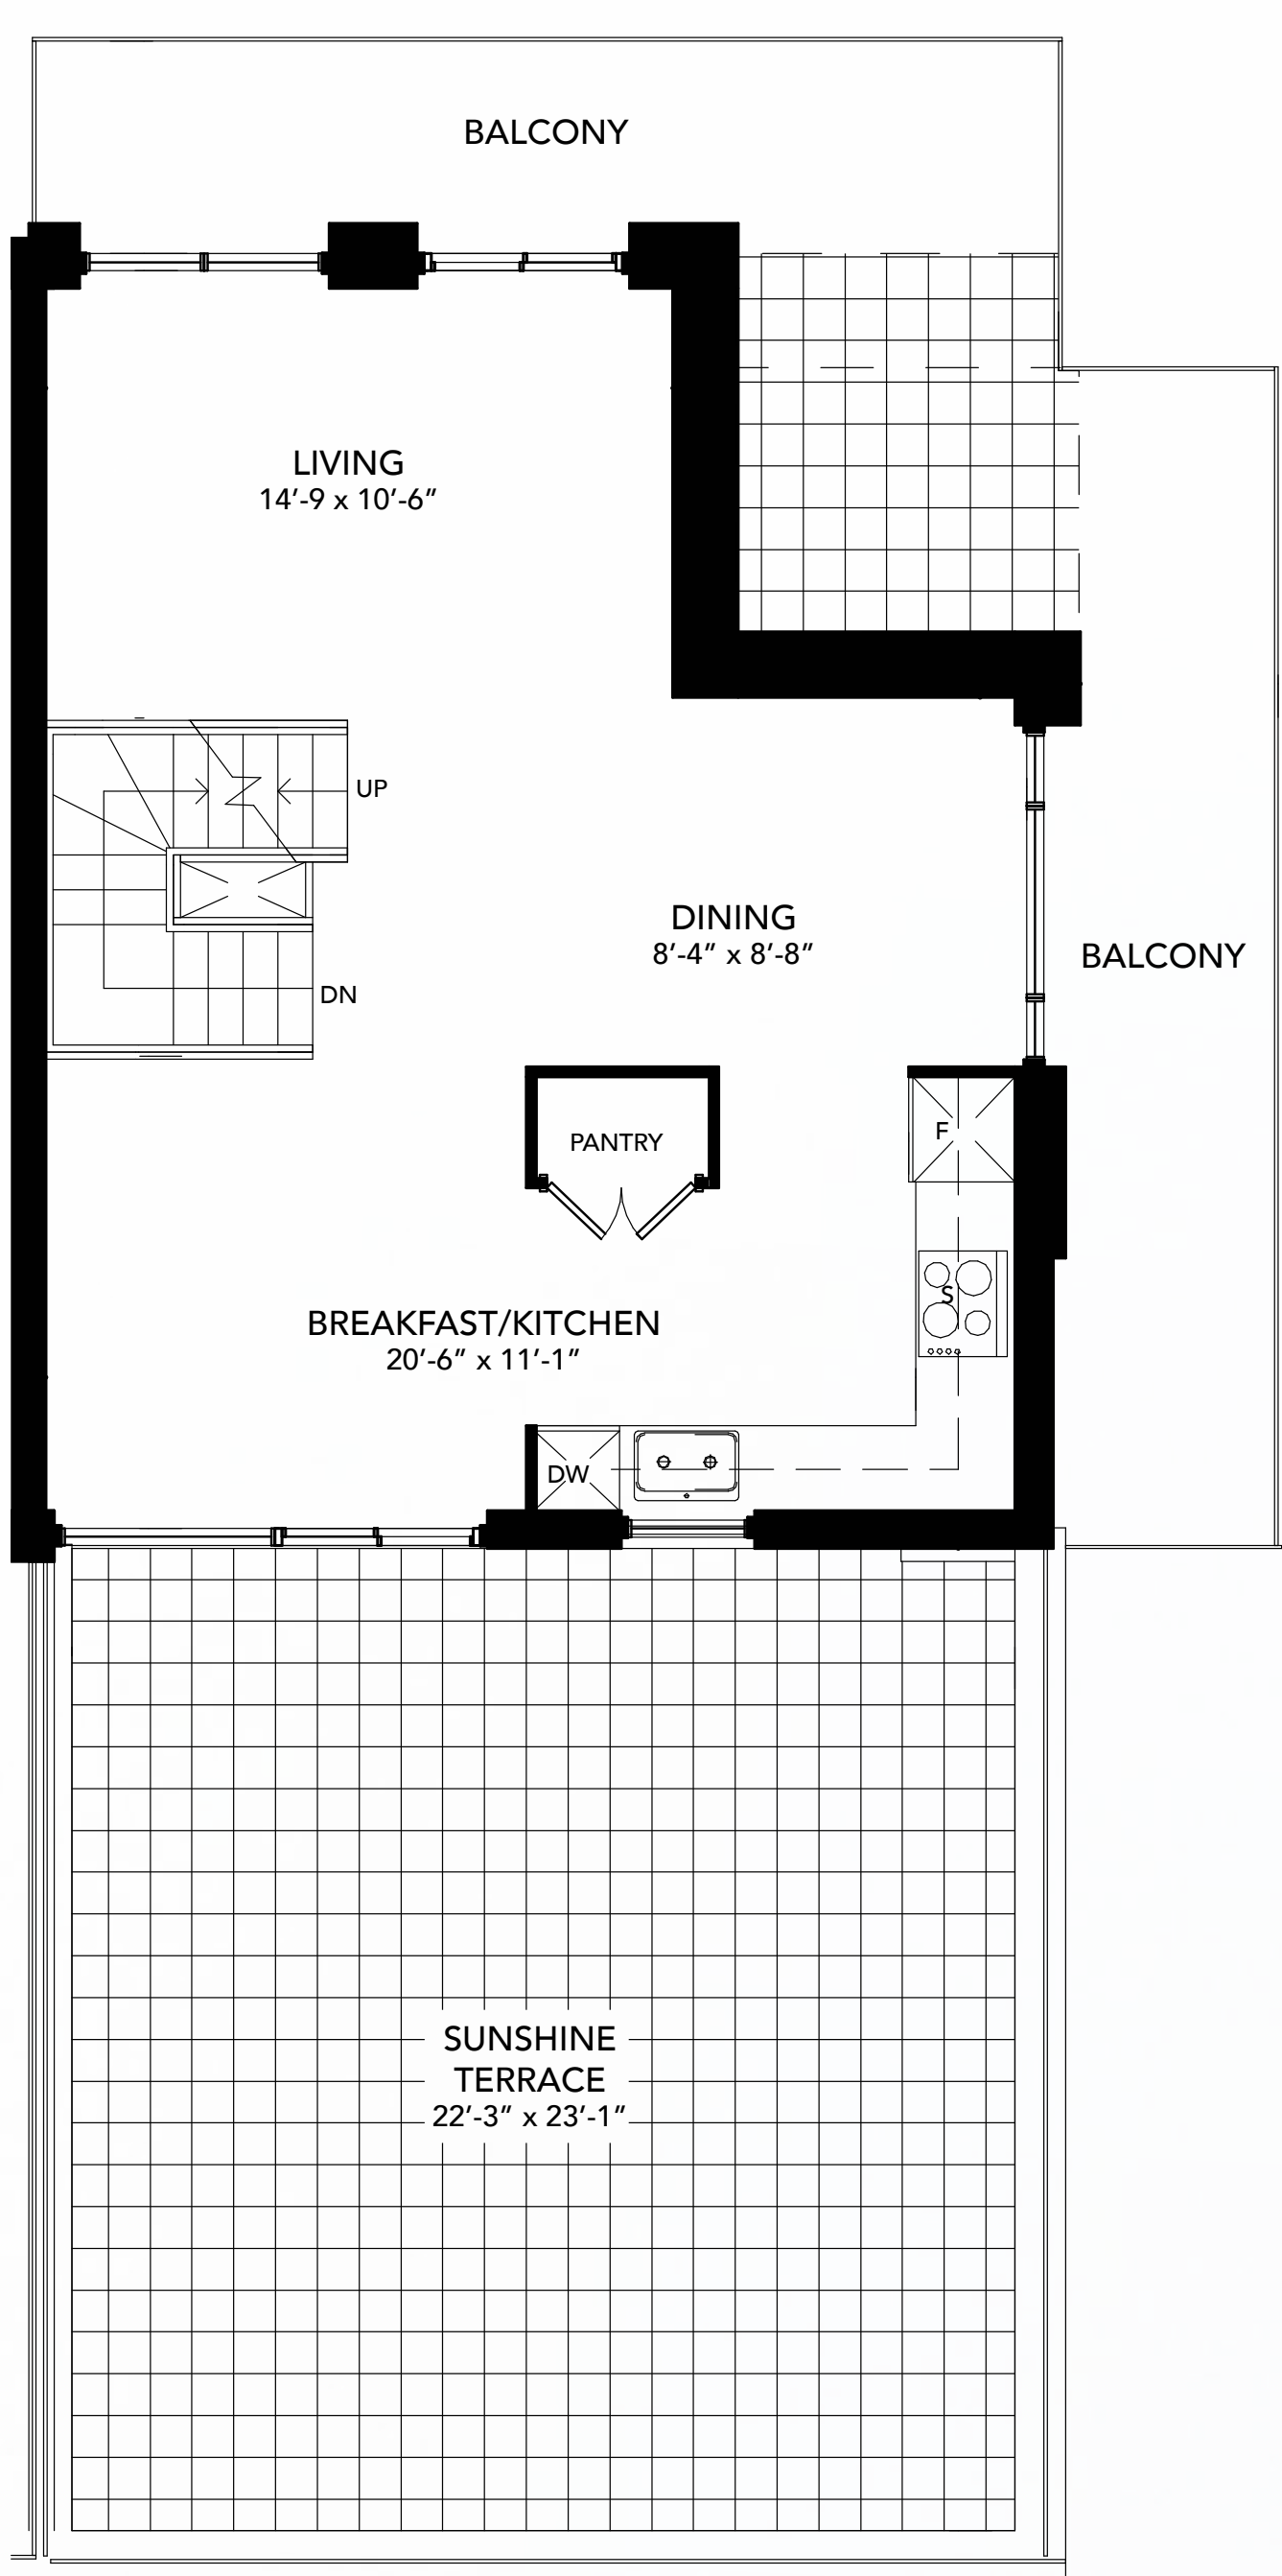 BALCONY
LIVING
14’-9 x 10’-6”
UP
DINING
8’-4” x 8’-8”
BALCONY
DN
PANTRY
F
S
BREAKFAST/KITCHEN
20’-6” x 11’-1”
DW
SUNSHINE
TERRACE
22’-3” x 23’-1”